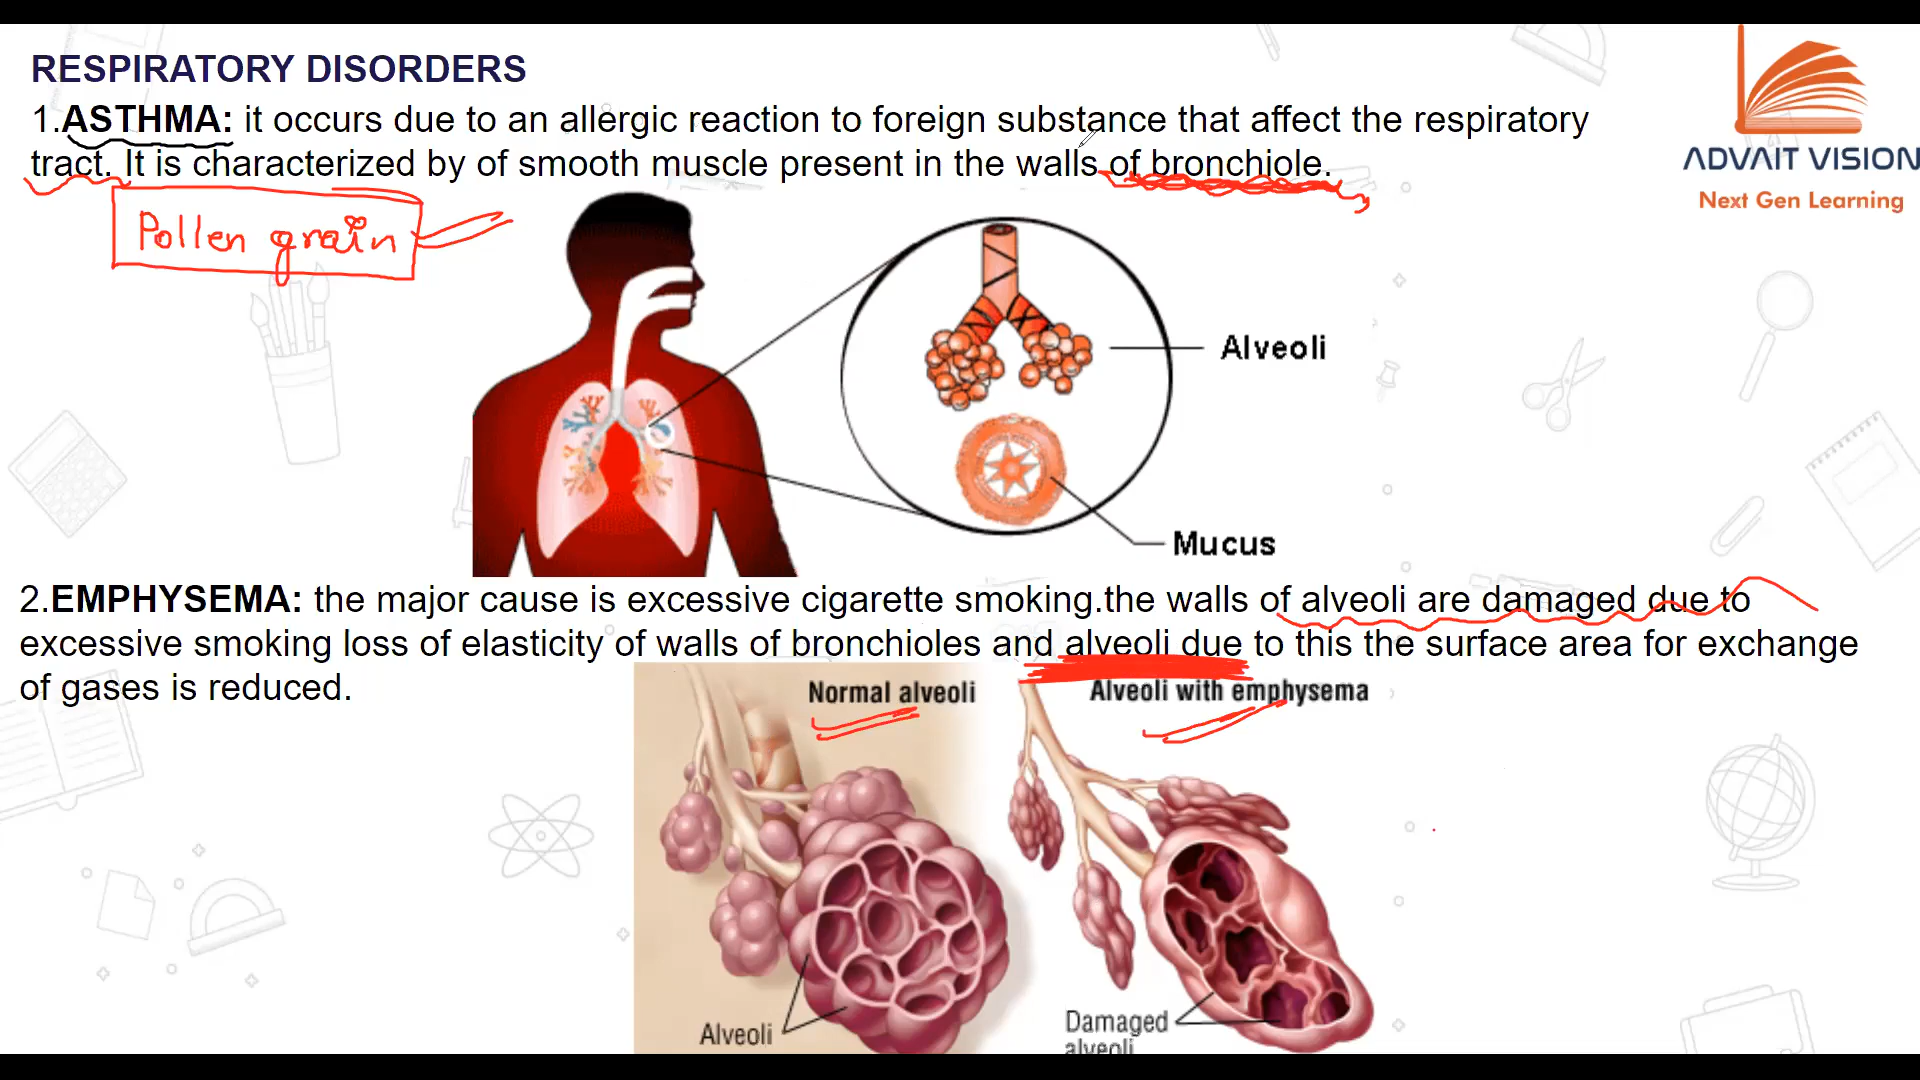 RESPIRATORY DISORDERS
1.ASTHMA: it occurs due to an allergic reaction to foreign substance that affect the respiratory
tract. It is characterized by of smooth muscle present in the walls of bronchiole.
ADVAIT VISION
Next Gen Learning
Pollen grain
Alveoli
Mucus
2.EMPHYSEMA: the major cause is excessive cigarette smoking.the walls of alveoli are damaged due to
excessive smoking loss of elasticity of walls of bronchioles and alveoli due to this the surface area for exchange
of gases is reduced.
Normal alveoli
Alveoli with emphysema
Alveoli
Damaged
alveoli